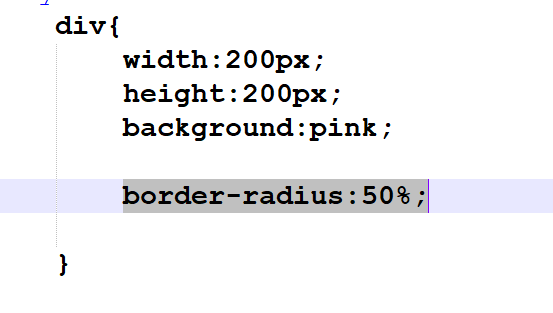 div{
width:200px;
height:200px;
background:pink;
border-radius:50%;
}